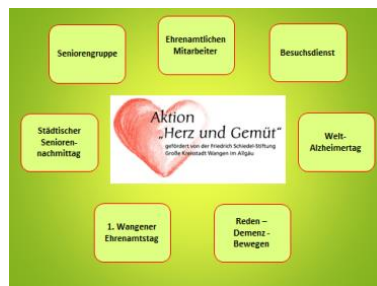 Ehrenamtlichen
Mitarbeiter
Seniorengruppe
Besuchsdienst
Aktion
„Herz und Gemüt“
gefördert von der Friedrich Schiedel-Stiftung
Große Kreisstadt Wangen im Allgäu
Städtischer
Senioren-
nachmittag
Welt-
Alzheimertag
1. Wangener
Ehrenamtstag
Reden –
Demenz -
Bewegen